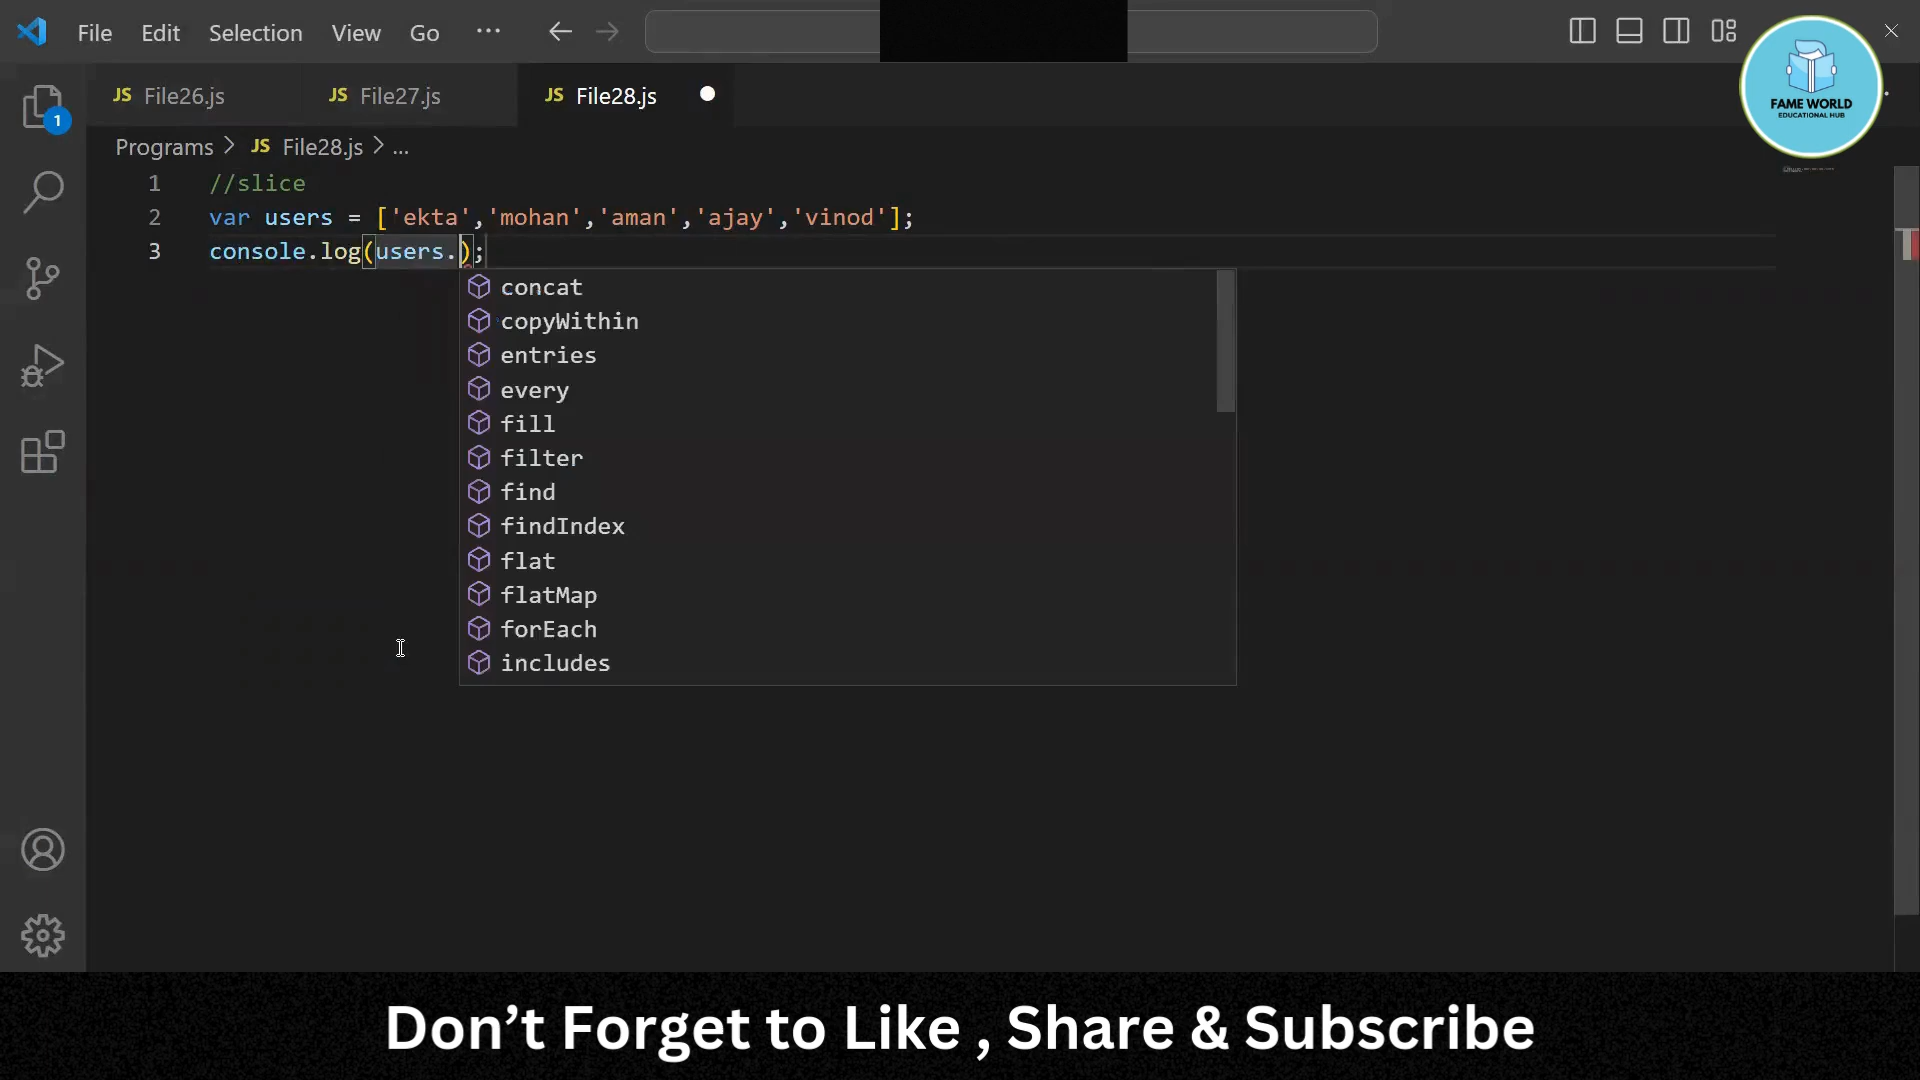 File Edit Selection View Go ...
JS File26.js JS File27.js JS File28.js
FAME WORLD
EDUCATIONAL HUB
1
Programs > JS File28.js > ...
1 //slice
2 var users = ['ekta','mohan','aman','ajay','vinod'];
3 console.log(users.);
concat
copyWithin
entries
every
fill
filter
find
findIndex
flat
flatMap
forEach
includes
Don’t Forget to Like , Share & Subscribe